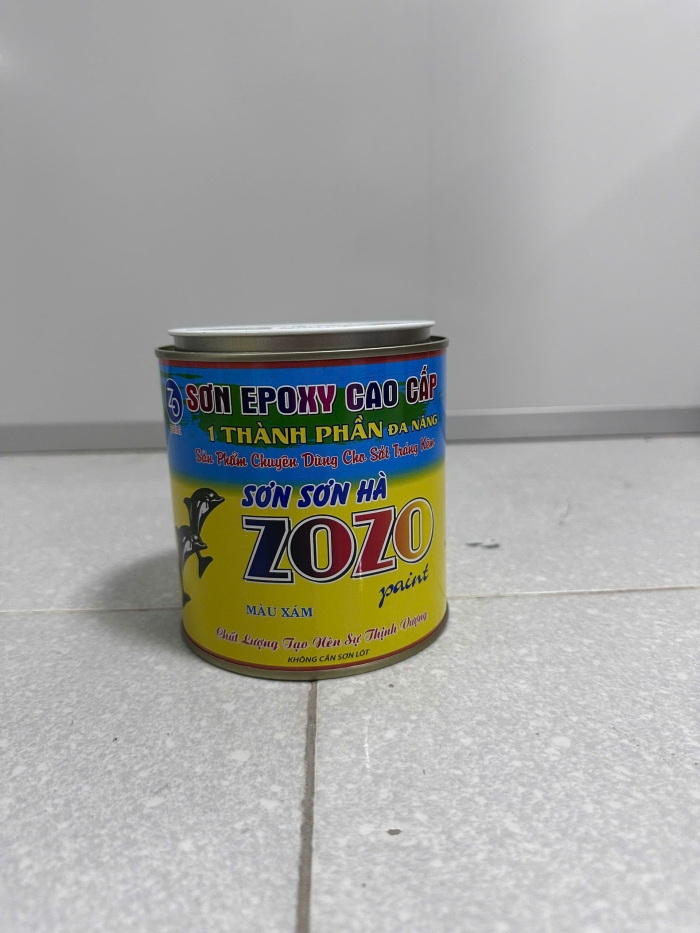 SƠN EPOXY CAO CẤP
1 THÀNH PHẦN ĐA NĂNG
Sản Phẩm Chuyên Dùng Cho Sắt Tráng Kẽm
SƠN SƠN HÀ
ZOZO
paint
MÀU XÁM
Chất Lượng Tạo Nên Sự Thịnh Vượng
KHÔNG CẦN SƠN LÓT